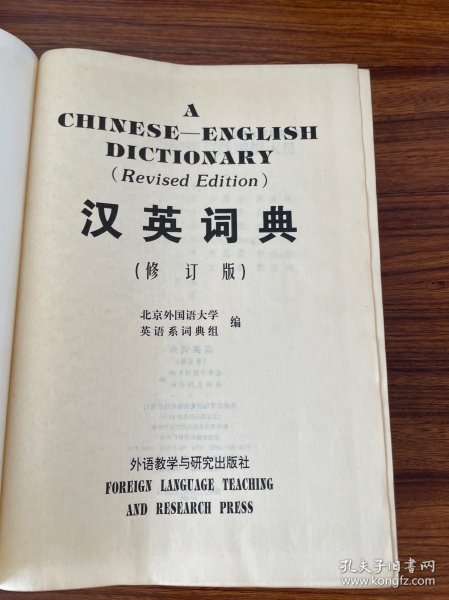 A
CHINESE—ENGLISH
DICTIONARY
(Revised Edition)
汉英词典
(修订版)
北京外国语大学
英语系词典组 编
外语教学与研究出版社
FOREIGN LANGUAGE TEACHING
AND RESEARCH PRESS
孔夫子旧书网
www.kongfz.com